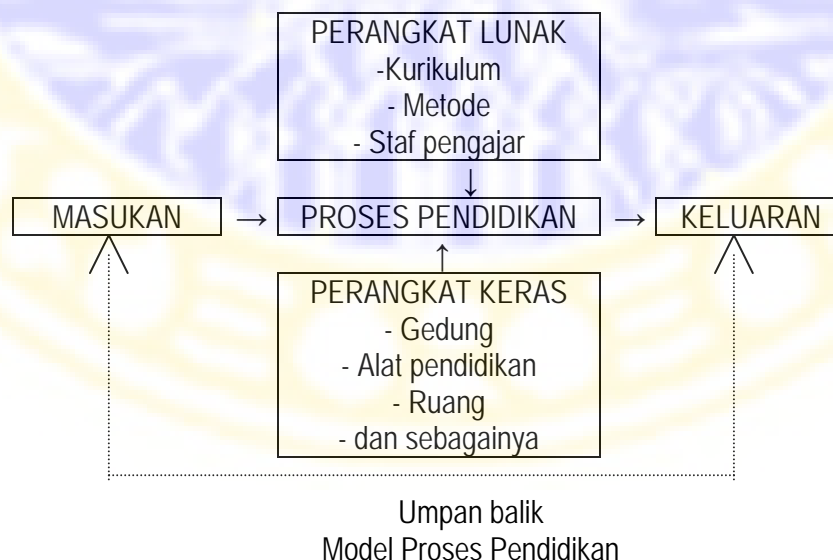 PERANGKAT LUNAK
-Kurikulum
- Metode
- Staf pengajar
↓
MASUKAN → PROSES PENDIDIKAN → KELUARAN
↑
PERANGKAT KERAS
- Gedung
- Alat pendidikan
- Ruang
- dan sebagainya
Umpan balik
Model Proses Pendidikan